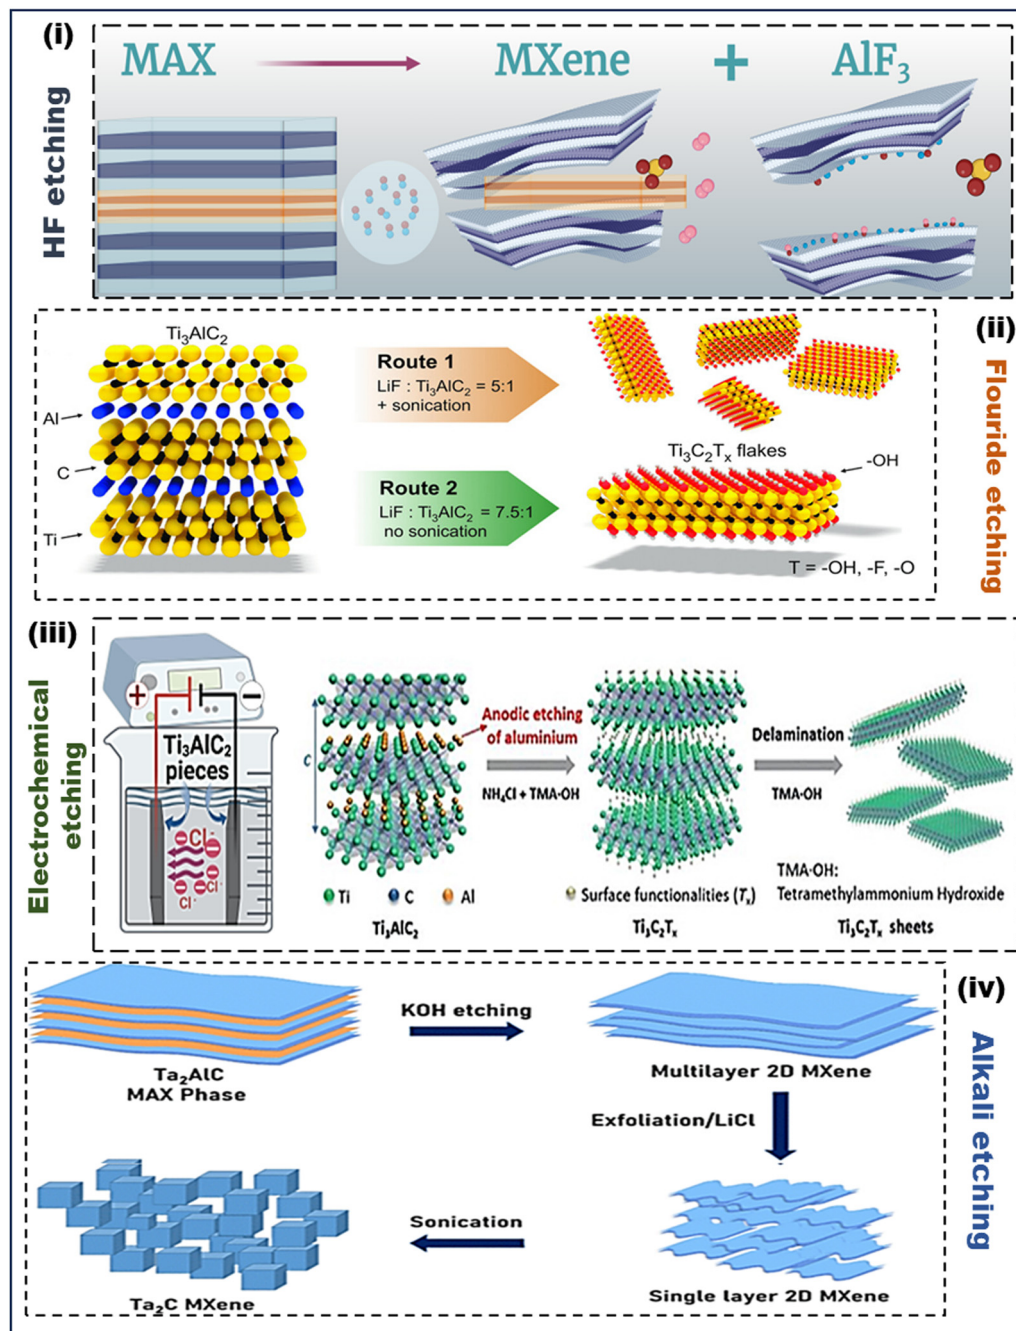 (i)
HF etching
MAX
MXene
+
AlF₃
(ii)
Flouride etching
Ti₃AlC₂
Al
C
Ti
Route 1
LiF : Ti₃AlC₂ = 5:1
+ sonication
Route 2
LiF : Ti₃AlC₂ = 7.5:1
no sonication
Ti₃C₂Tₓ flakes
-OH
T = -OH, -F, -O
(iii)
Electrochemical
etching
+
−
Ti₃AlC₂
pieces
Cl⁻
Cl⁻
Cl⁻
c
Anodic etching
of aluminium
NH₄Cl + TMA·OH
Delamination
TMA·OH
Ti
C
Al
Ti₃AlC₂
Surface functionalities (Tₓ)
Ti₃C₂Tₓ
TMA·OH:
Tetramethylammonium Hydroxide
Ti₃C₂Tₓ sheets
(iv)
Alkali etching
Ta₂AlC
MAX Phase
KOH etching
Multilayer 2D MXene
Exfoliation/LiCl
Single layer 2D MXene
Sonication
Ta₂C MXene